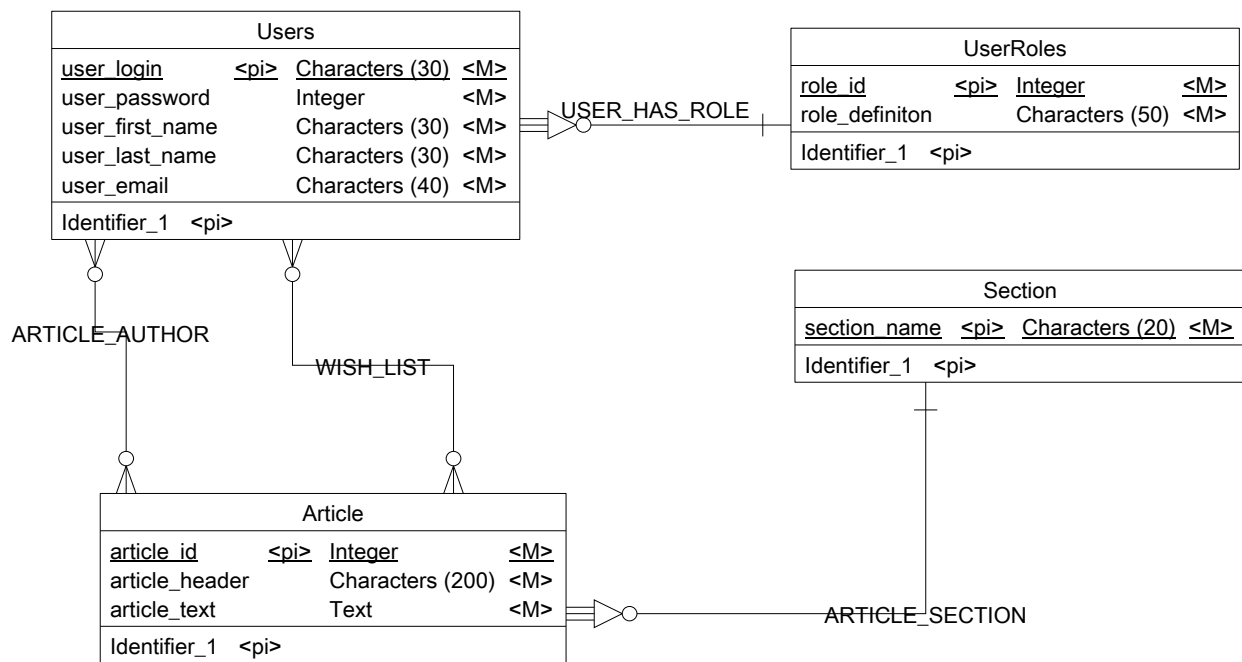 Users
user_login <pi> Characters (30) <M>
user_password Integer <M>
user_first_name Characters (30) <M>
user_last_name Characters (30) <M>
user_email Characters (40) <M>
Identifier_1 <pi>
USER_HAS_ROLE
UserRoles
role_id <pi> Integer <M>
role_definiton Characters (50) <M>
Identifier_1 <pi>
ARTICLE_AUTHOR
WISH_LIST
Section
section_name <pi> Characters (20) <M>
Identifier_1 <pi>
Article
article_id <pi> Integer <M>
article_header Characters (200) <M>
article_text Text <M>
Identifier_1 <pi>
ARTICLE_SECTION